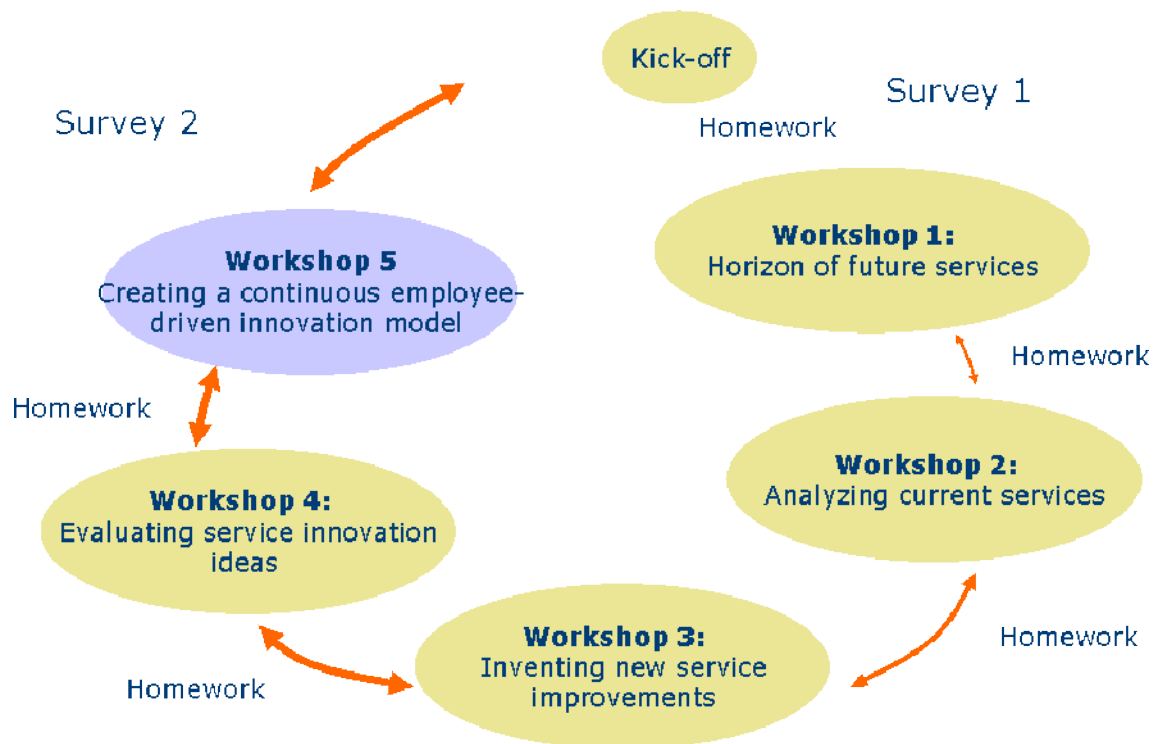 Kick-off
Survey 1
Homework
Workshop 1:
Horizon of future services
Homework
Workshop 2:
Analyzing current services
Homework
Workshop 3:
Inventing new service
improvements
Homework
Workshop 4:
Evaluating service innovation
ideas
Homework
Workshop 5
Creating a continuous employee-
driven innovation model
Survey 2